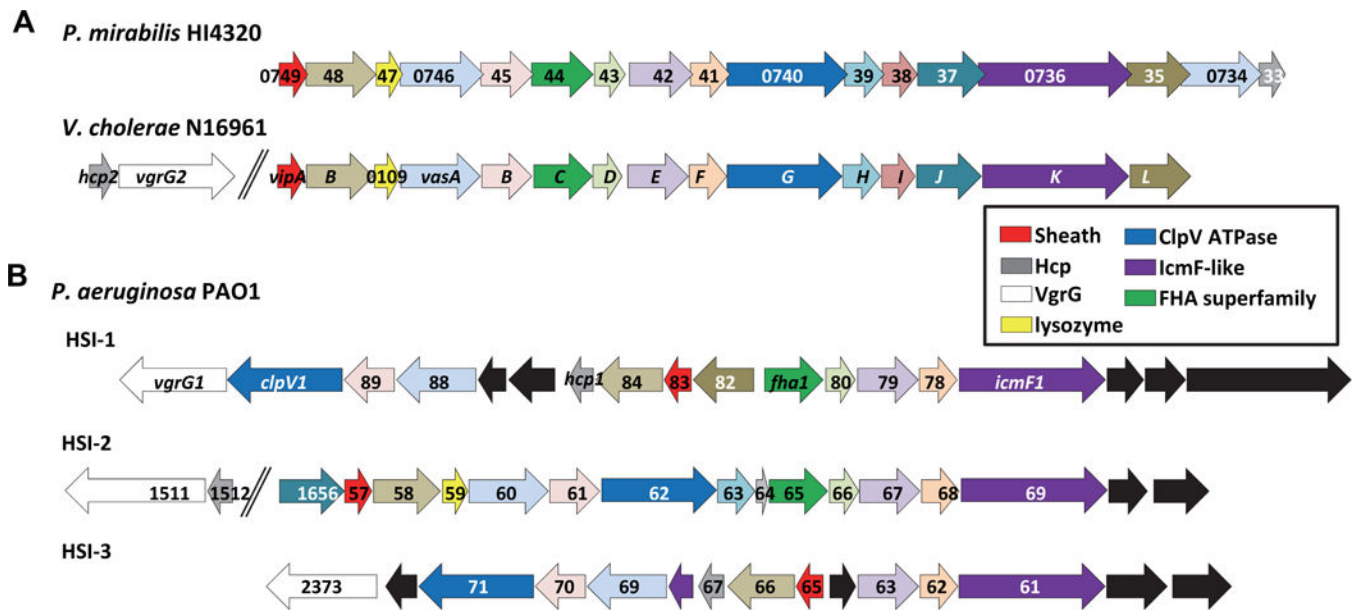 A
P. mirabilis HI4320
0749 48 47 0746 45 44 43 42 41 0740 39 38 37 0736 35 0734 33
V. cholerae N16961
hcp2 vgrG2 // vipA B 0109 vasA B C D E F G H I J K L
Sheath ClpV ATPase
Hcp IcmF-like
VgrG FHA superfamily
lysozyme
B
P. aeruginosa PAO1
HSI-1
vgrG1 clpV1 89 88 hcp1 84 83 82 fha1 80 79 78 icmF1
HSI-2
1511 1512 // 1656 57 58 59 60 61 62 63 64 65 66 67 68 69
HSI-3
2373 71 70 69 67 66 65 63 62 61